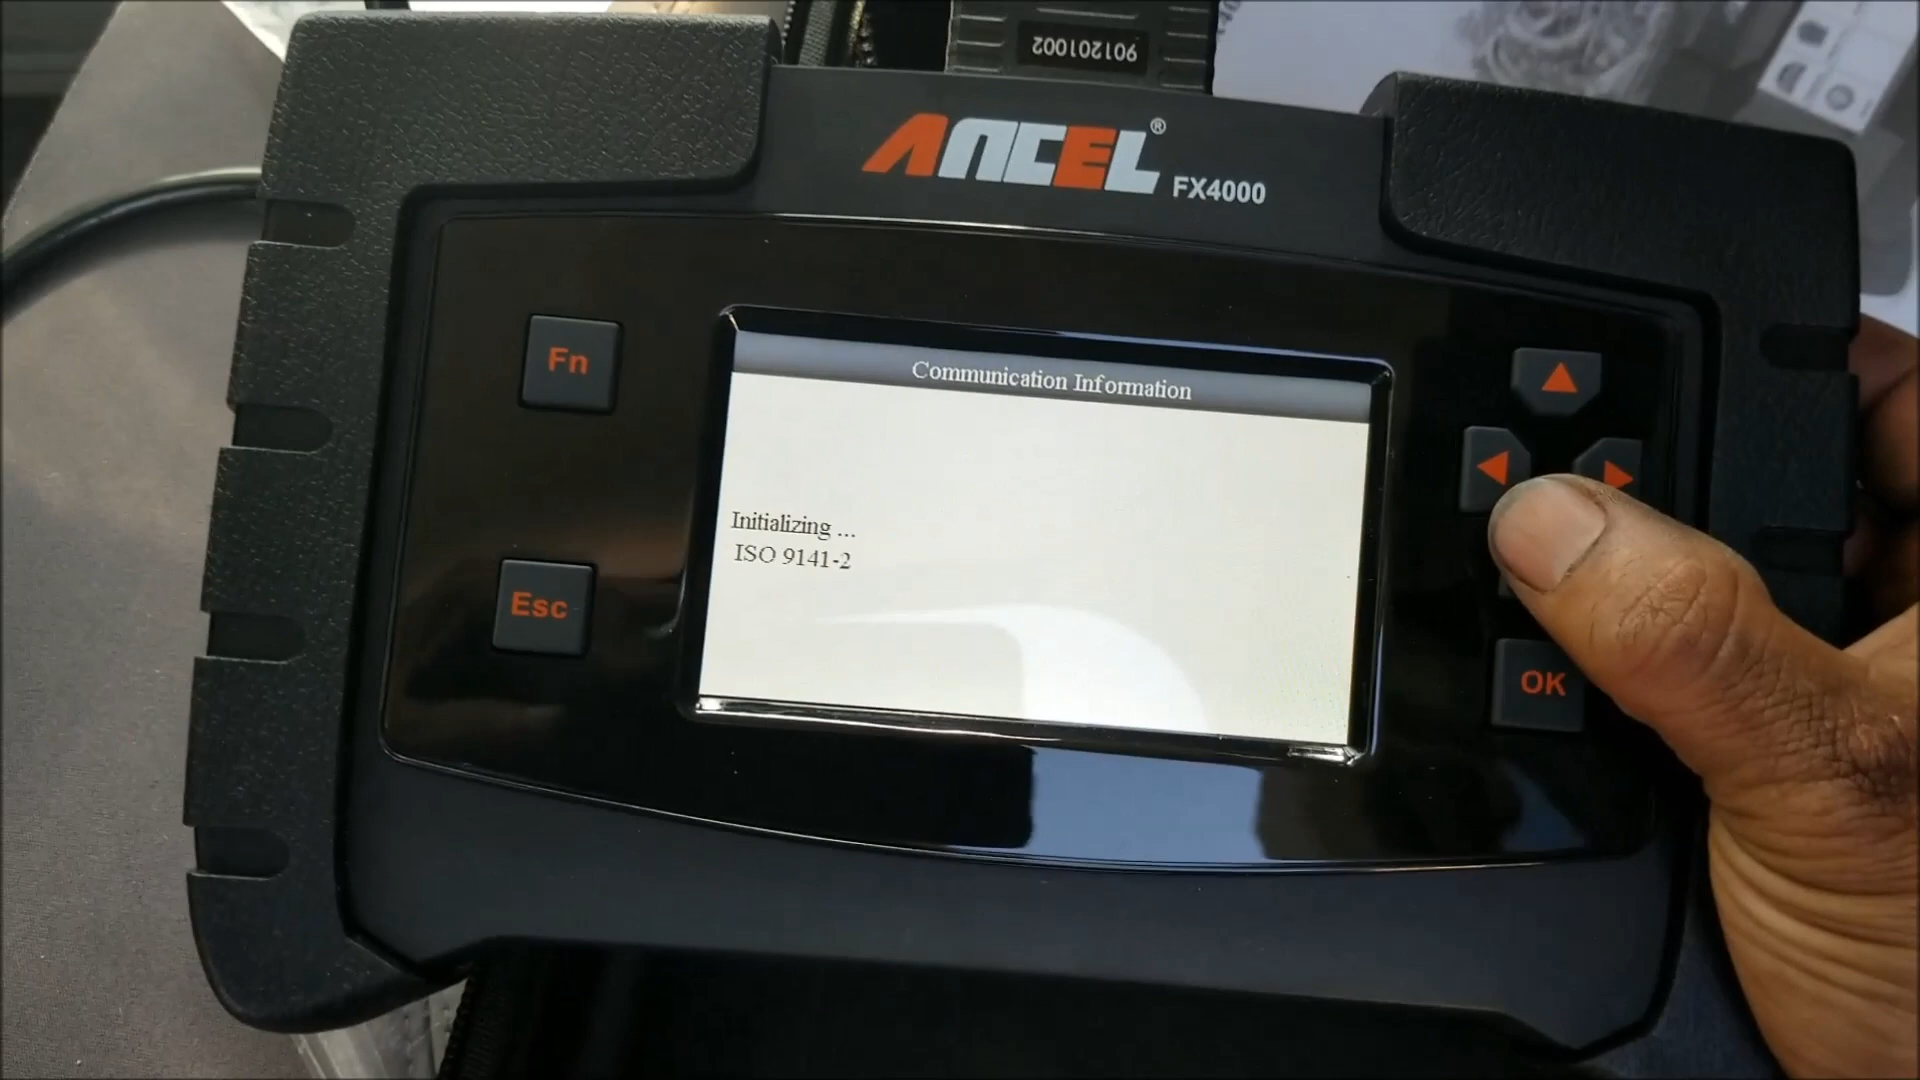 901201002
ANCEL®
FX4000
Fn
Communication Information
Initializing ...
ISO 9141-2
Esc
OK